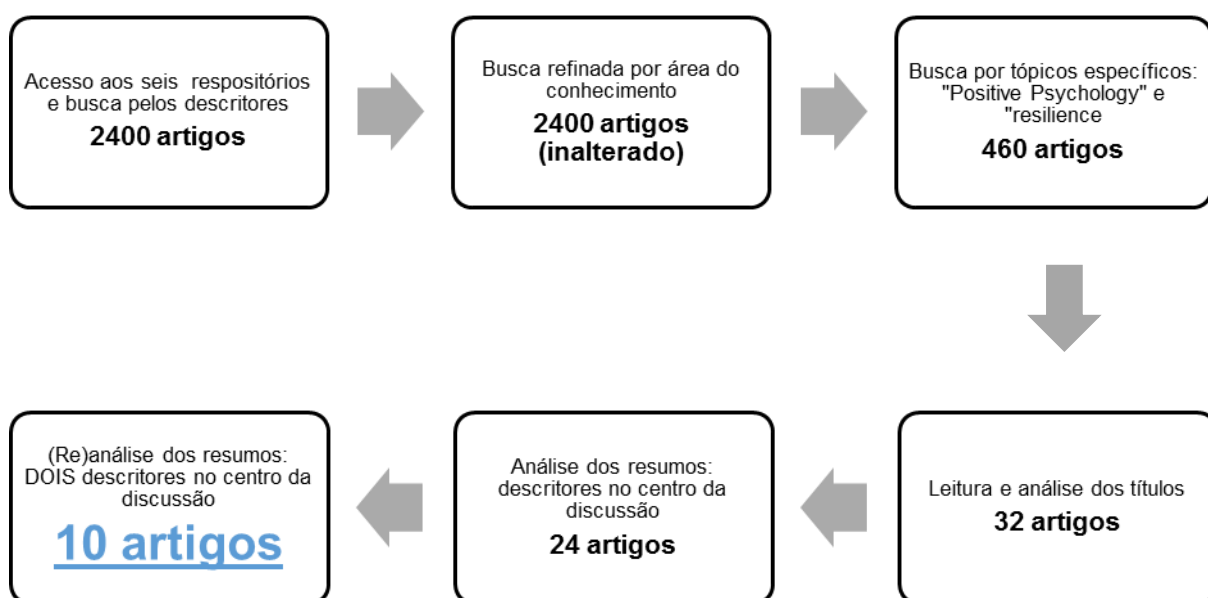 Acesso aos seis respositórios
e busca pelos descritores
2400 artigos
Busca refinada por área do
conhecimento
2400 artigos
(inalterado)
Busca por tópicos específicos:
"Positive Psychology" e
"resilience
460 artigos
Leitura e análise dos títulos
32 artigos
Análise dos resumos:
descritores no centro da
discussão
24 artigos
(Re)análise dos resumos:
DOIS descritores no centro da
discussão
10 artigos